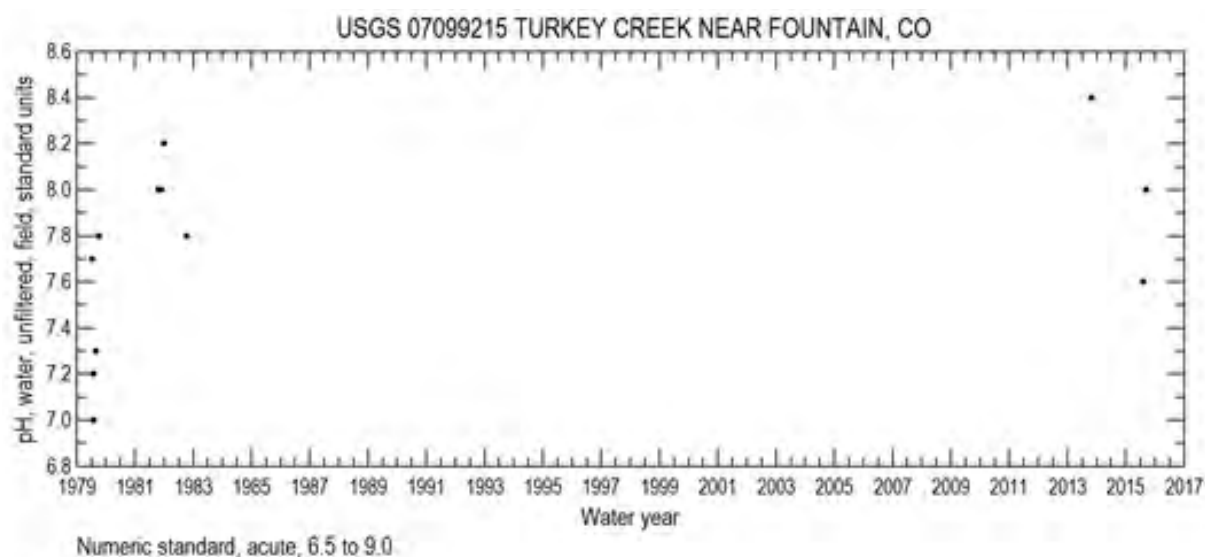 USGS 07099215 TURKEY CREEK NEAR FOUNTAIN, CO
pH, water, unfiltered, field, standard units
8.6
8.4
8.2
8.0
7.8
7.6
7.4
7.2
7.0
6.8
1979 1981 1983 1985 1987 1989 1991 1993 1995 1997 1999 2001 2003 2005 2007 2009 2011 2013 2015 2017
Water year
Numeric standard, acute, 6.5 to 9.0